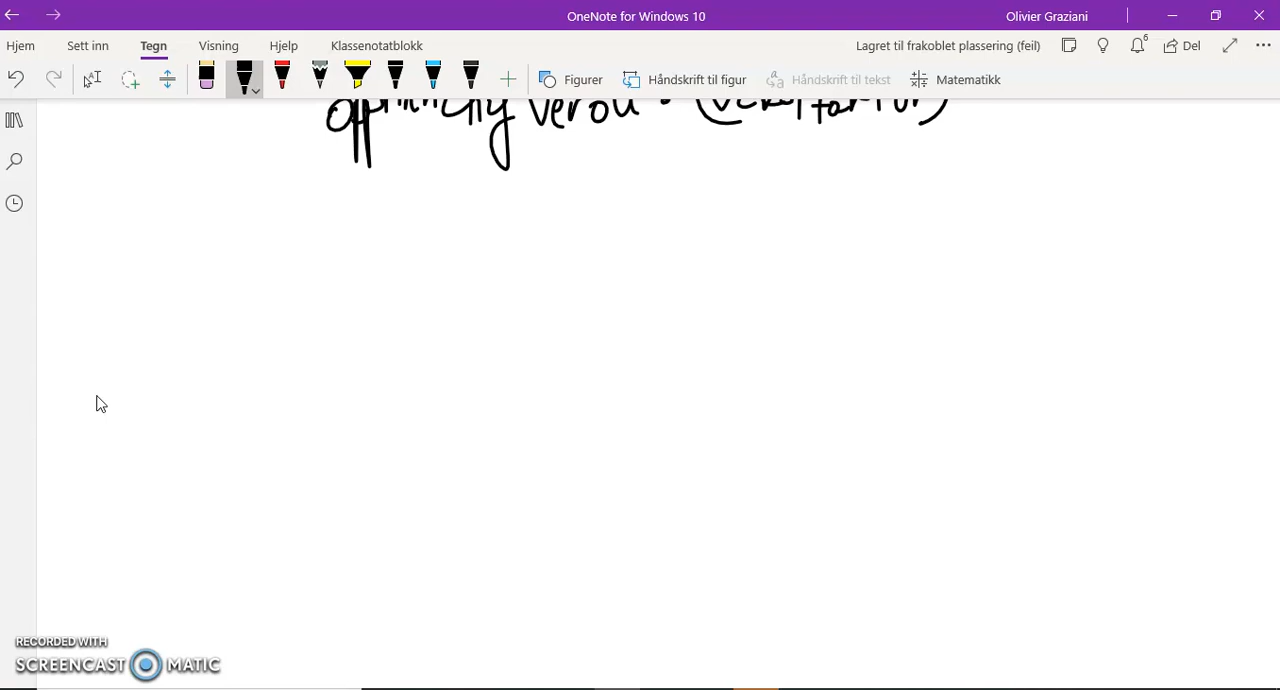 OneNote for Windows 10
Olivier Graziani
Hjem Sett inn Tegn Visning Hjelp Klassenotatblokk
Lagret til frakoblet plassering (feil)
6
Del
Figurer Håndskrift til figur Håndskrift til tekst Matematikk
RECORDED WITH
SCREENCAST MATIC